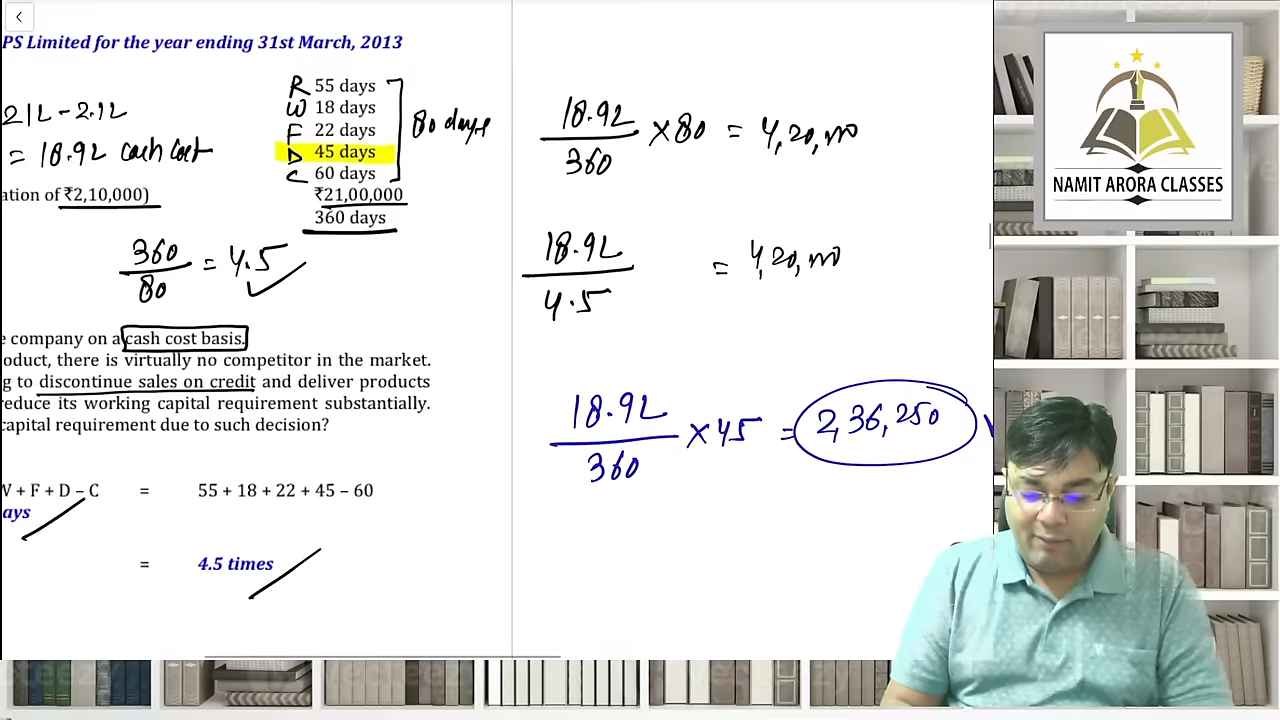 PS Limited for the year ending 31st March, 2013
21L - 2.1L
= 18.9L cash cost
R 55 days
W 18 days
F 22 days
D 45 days
C 60 days
80 days
ation of ₹2,10,000)
₹21,00,000
360 days
360/80 = 4.5
e company on a cash cost basis.
oduct, there is virtually no competitor in the market.
g to discontinue sales on credit and deliver products
reduce its working capital requirement substantially.
capital requirement due to such decision?
V + F + D – C = 55 + 18 + 22 + 45 – 60
ays
= 4.5 times
18.9L/360 × 80 = 4,20,000
18.9L/4.5 = 4,20,000
18.9L/360 × 45 = 2,36,250
NAMIT ARORA CLASSES